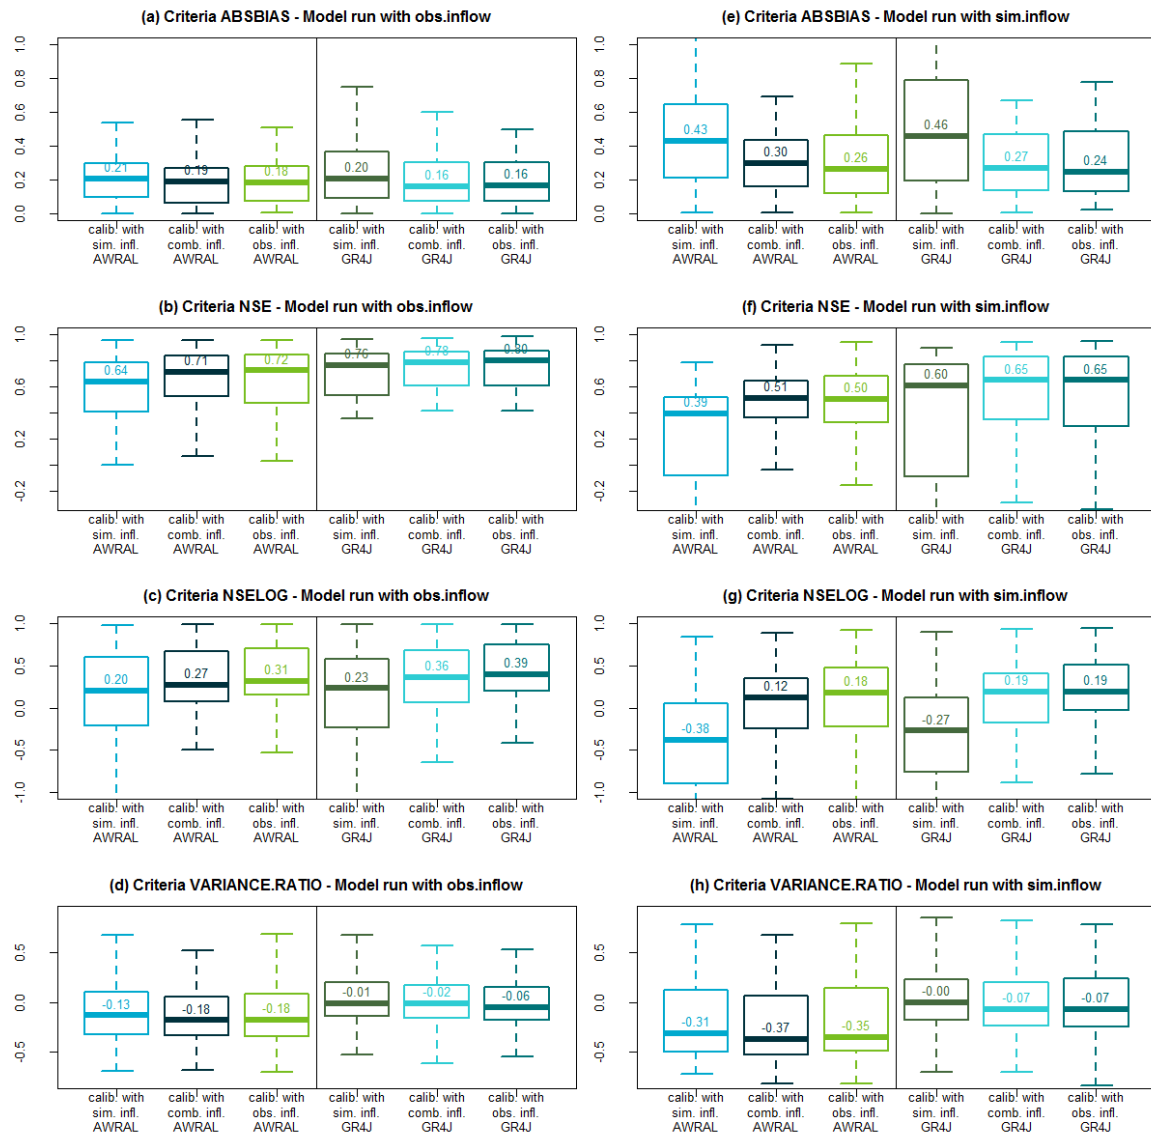 (a) Criteria ABSBIAS - Model run with obs.inflow
0.0 0.2 0.4 0.6 0.8 1.0
0.21 0.19 0.18 0.20 0.16 0.16
calib. with calib. with calib. with calib. with calib. with calib. with
sim. infl. comb. infl. obs. infl. sim. infl. comb. infl. obs. infl.
AWRAL AWRAL AWRAL GR4J GR4J GR4J
(e) Criteria ABSBIAS - Model run with sim.inflow
0.0 0.2 0.4 0.6 0.8 1.0
0.43 0.30 0.26 0.46 0.27 0.24
calib. with calib. with calib. with calib. with calib. with calib. with
sim. infl. comb. infl. obs. infl. sim. infl. comb. infl. obs. infl.
AWRAL AWRAL AWRAL GR4J GR4J GR4J
(b) Criteria NSE - Model run with obs.inflow
-0.2 0.2 0.6 1.0
0.64 0.71 0.72 0.76 0.78 0.80
calib. with calib. with calib. with calib. with calib. with calib. with
sim. infl. comb. infl. obs. infl. sim. infl. comb. infl. obs. infl.
AWRAL AWRAL AWRAL GR4J GR4J GR4J
(f) Criteria NSE - Model run with sim.inflow
-0.2 0.2 0.6 1.0
0.39 0.51 0.50 0.60 0.65 0.65
calib. with calib. with calib. with calib. with calib. with calib. with
sim. infl. comb. infl. obs. infl. sim. infl. comb. infl. obs. infl.
AWRAL AWRAL AWRAL GR4J GR4J GR4J
(c) Criteria NSELOG - Model run with obs.inflow
-1.0 -0.5 0.0 0.5 1.0
0.20 0.27 0.31 0.23 0.36 0.39
calib. with calib. with calib. with calib. with calib. with calib. with
sim. infl. comb. infl. obs. infl. sim. infl. comb. infl. obs. infl.
AWRAL AWRAL AWRAL GR4J GR4J GR4J
(g) Criteria NSELOG - Model run with sim.inflow
-1.0 -0.5 0.0 0.5 1.0
-0.38 0.12 0.18 -0.27 0.19 0.19
calib. with calib. with calib. with calib. with calib. with calib. with
sim. infl. comb. infl. obs. infl. sim. infl. comb. infl. obs. infl.
AWRAL AWRAL AWRAL GR4J GR4J GR4J
(d) Criteria VARIANCE.RATIO - Model run with obs.inflow
-0.5 0.0 0.5
-0.13 -0.18 -0.18 -0.01 -0.02 -0.06
calib. with calib. with calib. with calib. with calib. with calib. with
sim. infl. comb. infl. obs. infl. sim. infl. comb. infl. obs. infl.
AWRAL AWRAL AWRAL GR4J GR4J GR4J
(h) Criteria VARIANCE.RATIO - Model run with sim.inflow
-0.5 0.0 0.5
-0.31 -0.37 -0.35 -0.00 -0.07 -0.07
calib. with calib. with calib. with calib. with calib. with calib. with
sim. infl. comb. infl. obs. infl. sim. infl. comb. infl. obs. infl.
AWRAL AWRAL AWRAL GR4J GR4J GR4J